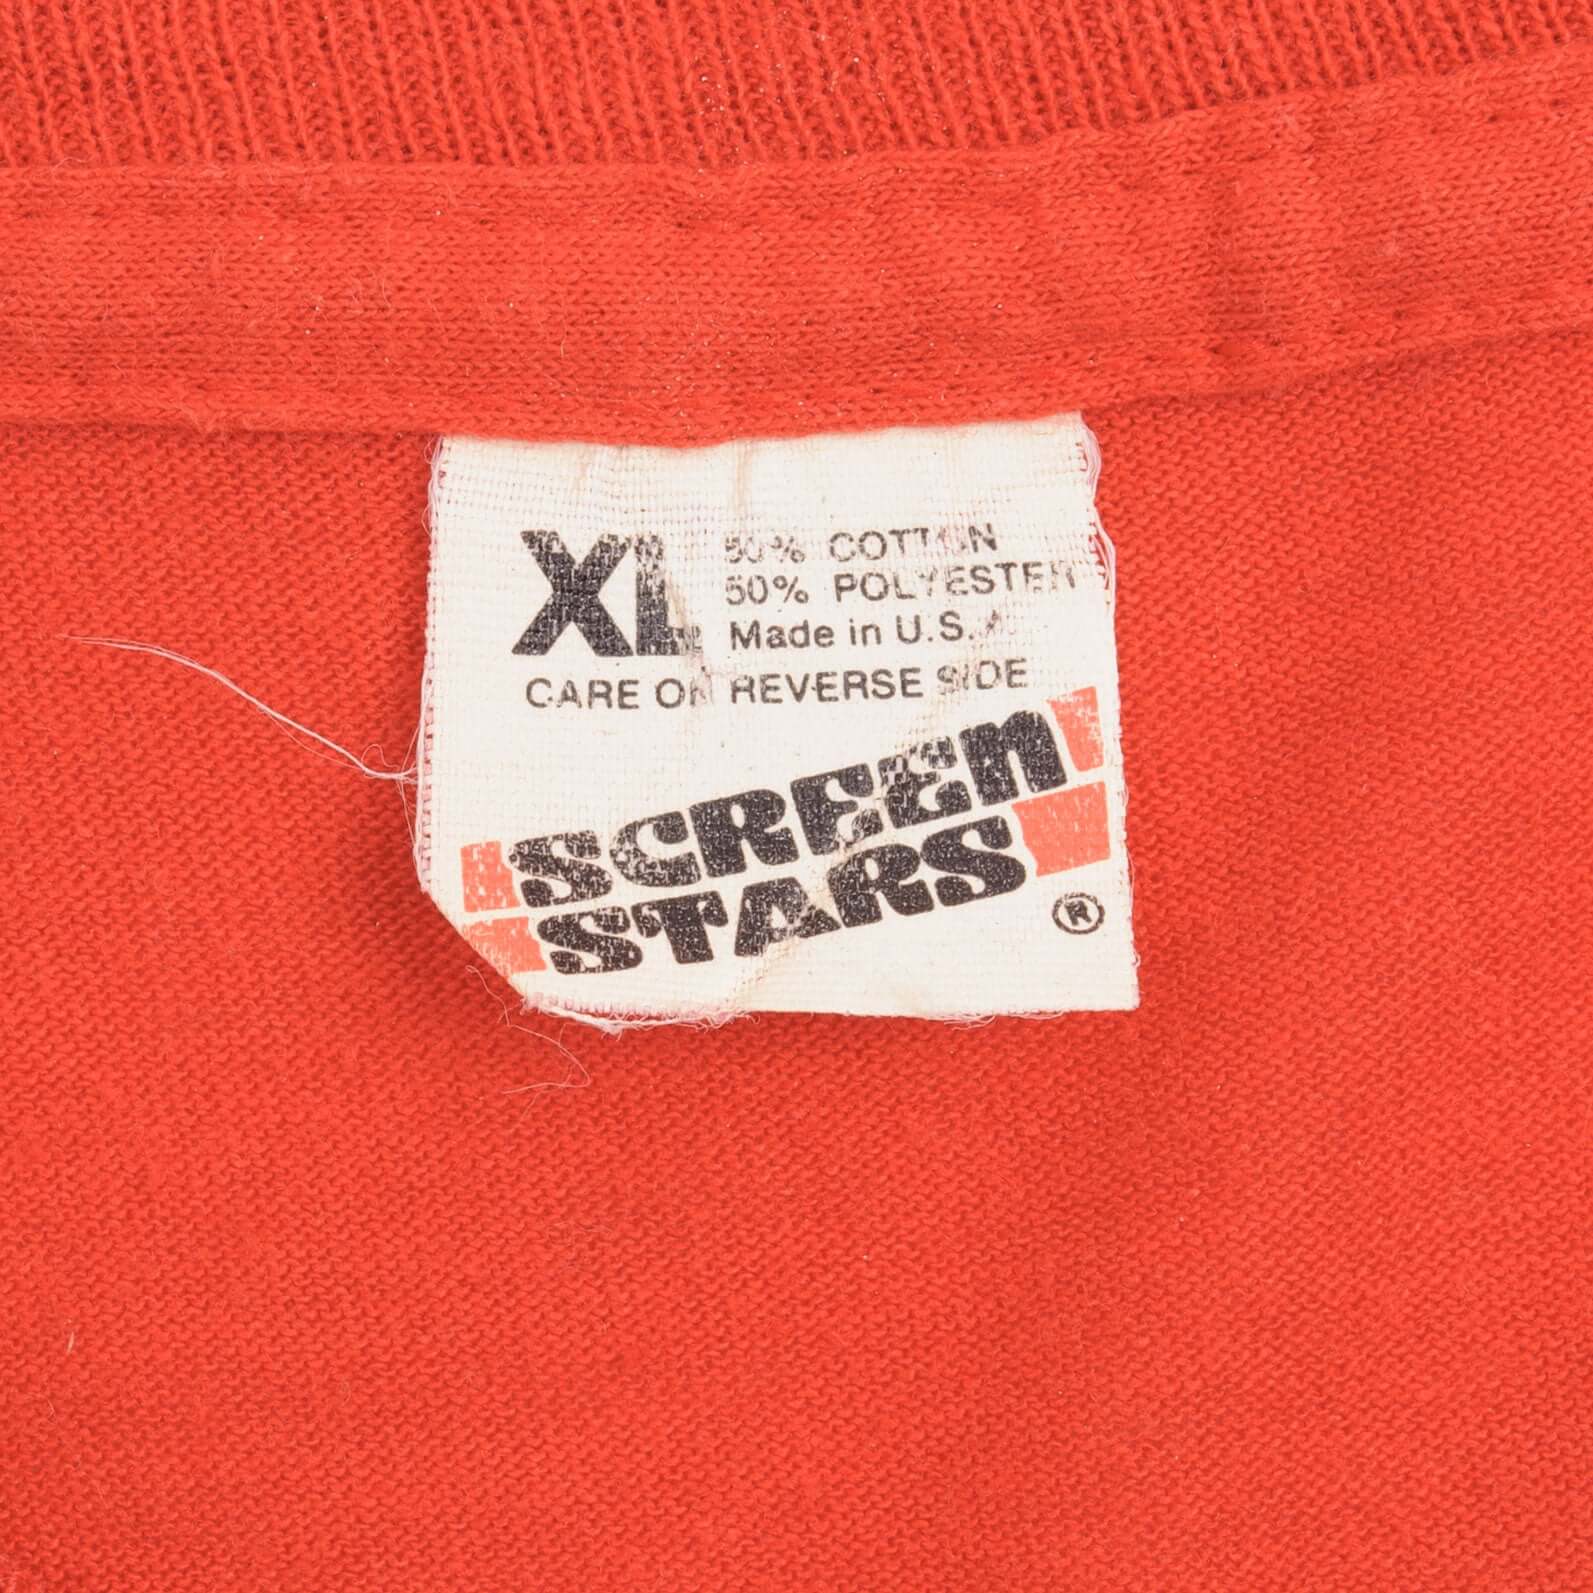 XL
50% COTTON
50% POLYESTER
Made in U.S.A.
CARE ON REVERSE SIDE
SCREEN
STARS
®